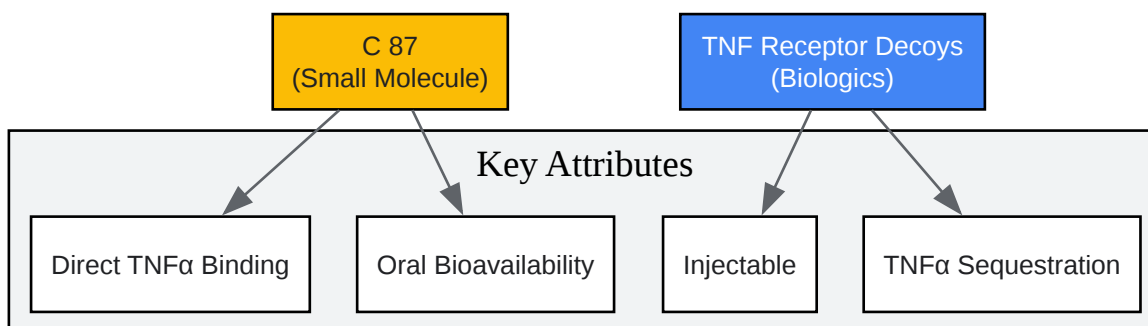 C 87
(Small Molecule)
TNF Receptor Decoys
(Biologics)
Key Attributes
Direct TNFα Binding
Oral Bioavailability
Injectable
TNFα Sequestration